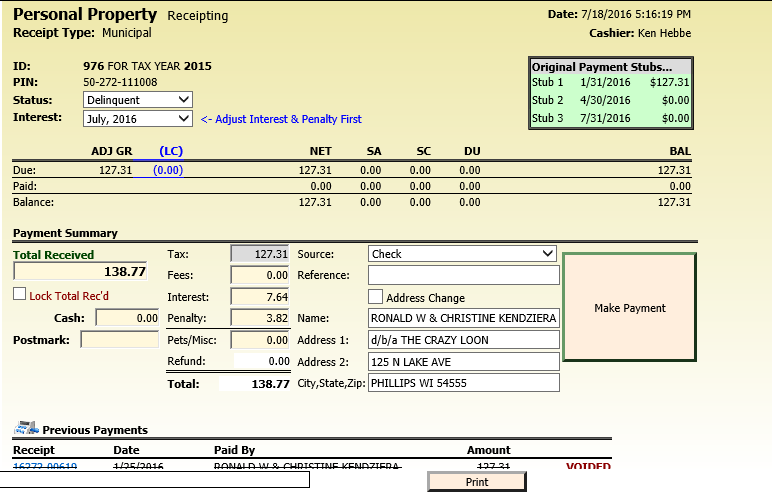 Personal Property Receipting
Date: 7/18/2016 5:16:19 PM
Receipt Type: Municipal
Cashier: Ken Hebbe
ID: 976 FOR TAX YEAR 2015
PIN: 50-272-111008
Status: Delinquent
Interest: July, 2016 <- Adjust Interest & Penalty First
Original Payment Stubs...
Stub 1 1/31/2016 $127.31
Stub 2 4/30/2016 $0.00
Stub 3 7/31/2016 $0.00
ADJ GR (LC) NET SA SC DU BAL
Due: 127.31 (0.00) 127.31 0.00 0.00 0.00 127.31
Paid: 0.00 0.00 0.00 0.00 0.00
Balance: 127.31 0.00 0.00 0.00 127.31
Payment Summary
Total Received
138.77
Lock Total Rec'd
Cash: 0.00
Postmark:
Tax: 127.31
Fees: 0.00
Interest: 7.64
Penalty: 3.82
Pets/Misc: 0.00
Refund: 0.00
Total: 138.77
Source: Check
Reference:
Address Change
Name: RONALD W & CHRISTINE KENDZIERA
Address 1: d/b/a THE CRAZY LOON
Address 2: 125 N LAKE AVE
City,State,Zip: PHILLIPS WI 54555
Make Payment
Previous Payments
Receipt Date Paid By Amount
16272-00619 1/25/2016 RONALD W & CHRISTINE KENDZIERA 127.31 VOIDED
Print